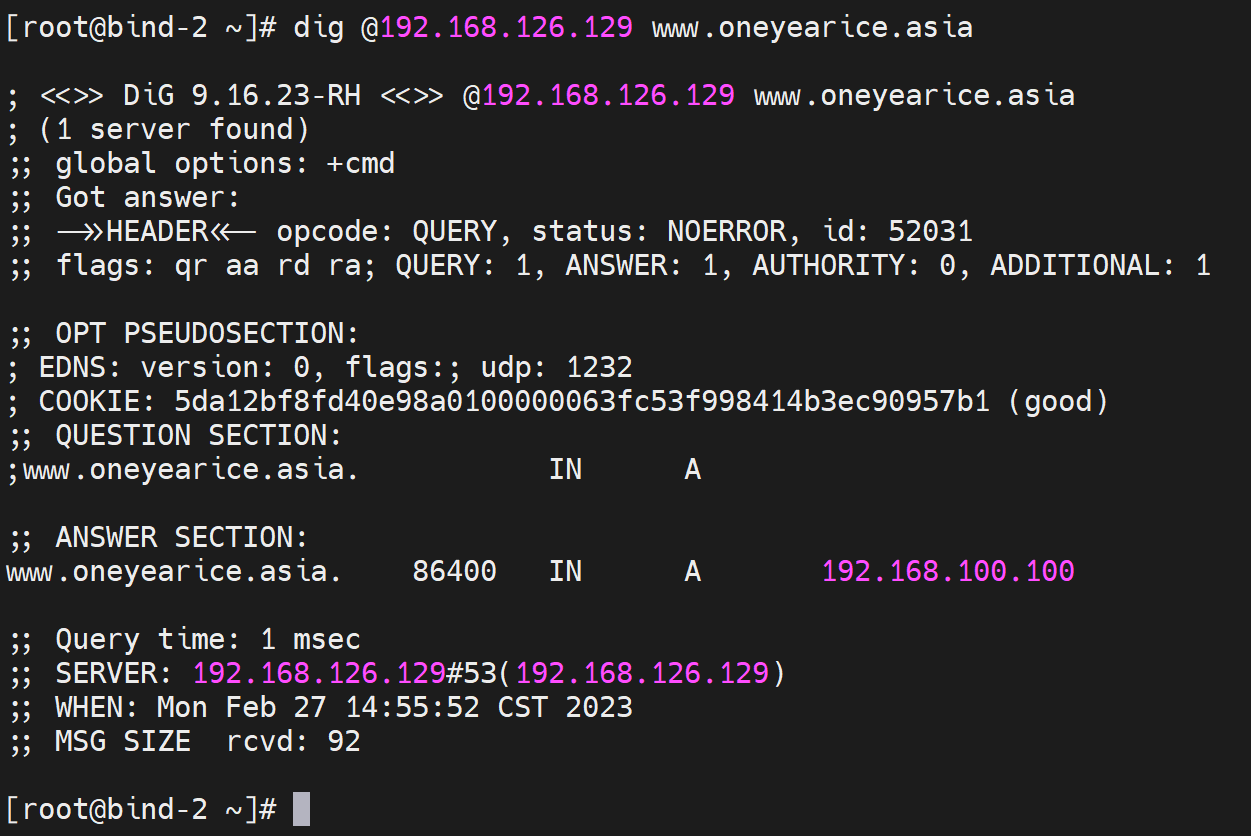 [root@bind-2 ~]# dig @192.168.126.129 www.oneyearice.asia
; <<>> DiG 9.16.23-RH <<>> @192.168.126.129 www.oneyearice.asia
; (1 server found)
;; global options: +cmd
;; Got answer:
;; ->>HEADER<<- opcode: QUERY, status: NOERROR, id: 52031
;; flags: qr aa rd ra; QUERY: 1, ANSWER: 1, AUTHORITY: 0, ADDITIONAL: 1
;; OPT PSEUDOSECTION:
; EDNS: version: 0, flags:; udp: 1232
; COOKIE: 5da12bf8fd40e98a0100000063fc53f998414b3ec90957b1 (good)
;; QUESTION SECTION:
;www.oneyearice.asia. IN A
;; ANSWER SECTION:
www.oneyearice.asia. 86400 IN A 192.168.100.100
;; Query time: 1 msec
;; SERVER: 192.168.126.129#53(192.168.126.129)
;; WHEN: Mon Feb 27 14:55:52 CST 2023
;; MSG SIZE rcvd: 92
[root@bind-2 ~]#